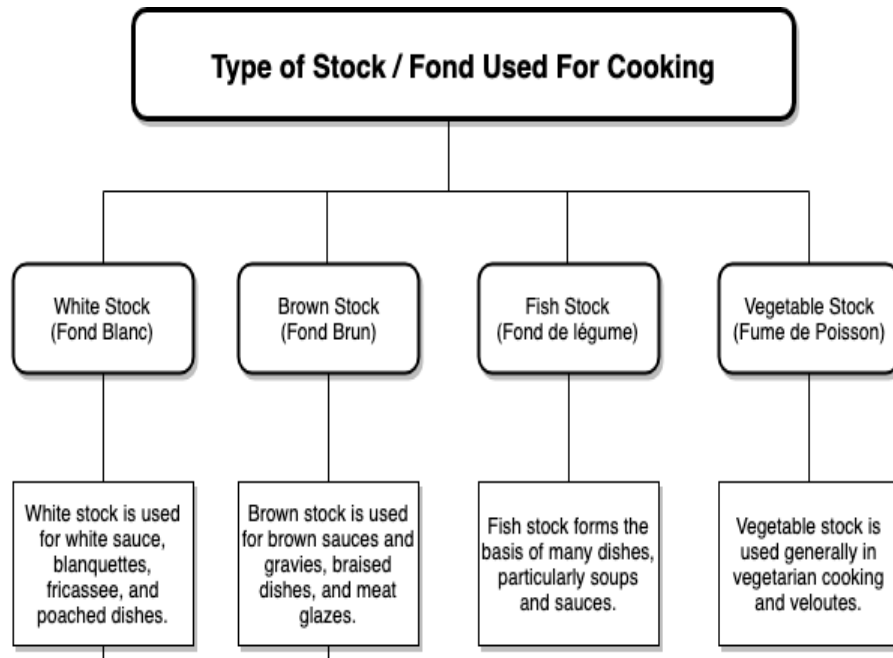 Type of Stock / Fond Used For Cooking
White Stock
(Fond Blanc)
Brown Stock
(Fond Brun)
Fish Stock
(Fond de légume)
Vegetable Stock
(Fume de Poisson)
White stock is used
for white sauce,
blanquettes,
fricassee, and
poached dishes.
Brown stock is used
for brown sauces and
gravies, braised
dishes, and meat
glazes.
Fish stock forms the
basis of many dishes,
particularly soups
and sauces.
Vegetable stock is
used generally in
vegetarian cooking
and veloutes.